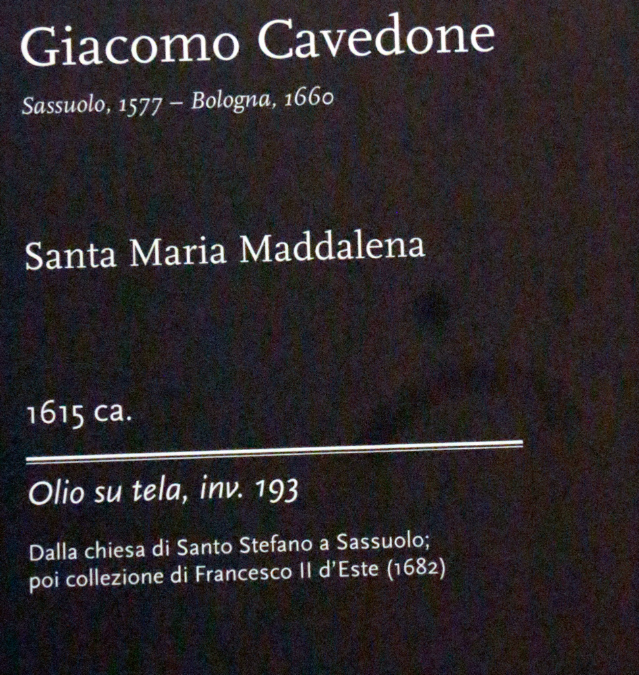 Giacomo Cavedone
Sassuolo, 1577 – Bologna, 1660
Santa Maria Maddalena
1615 ca.
Olio su tela, inv. 193
Dalla chiesa di Santo Stefano a Sassuolo;
poi collezione di Francesco II d'Este (1682)